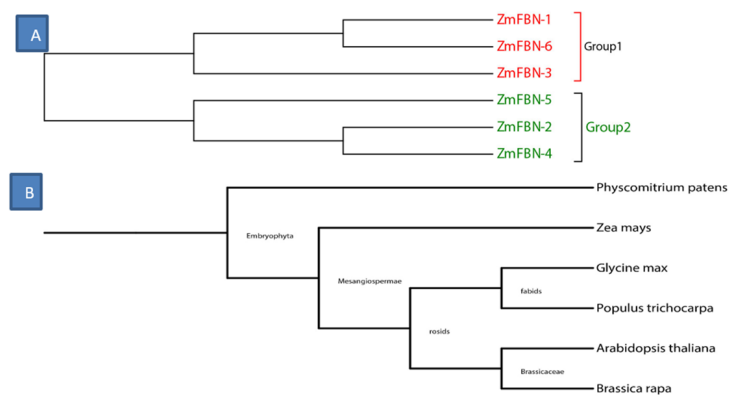 A
ZmFBN-1
ZmFBN-6
ZmFBN-3
Group1
ZmFBN-5
ZmFBN-2
ZmFBN-4
Group2
B
Physcomitrium patens
Embryophyta
Zea mays
Mesangiospermae
Glycine max
fabids
Populus trichocarpa
rosids
Arabidopsis thaliana
Brassicaceae
Brassica rapa